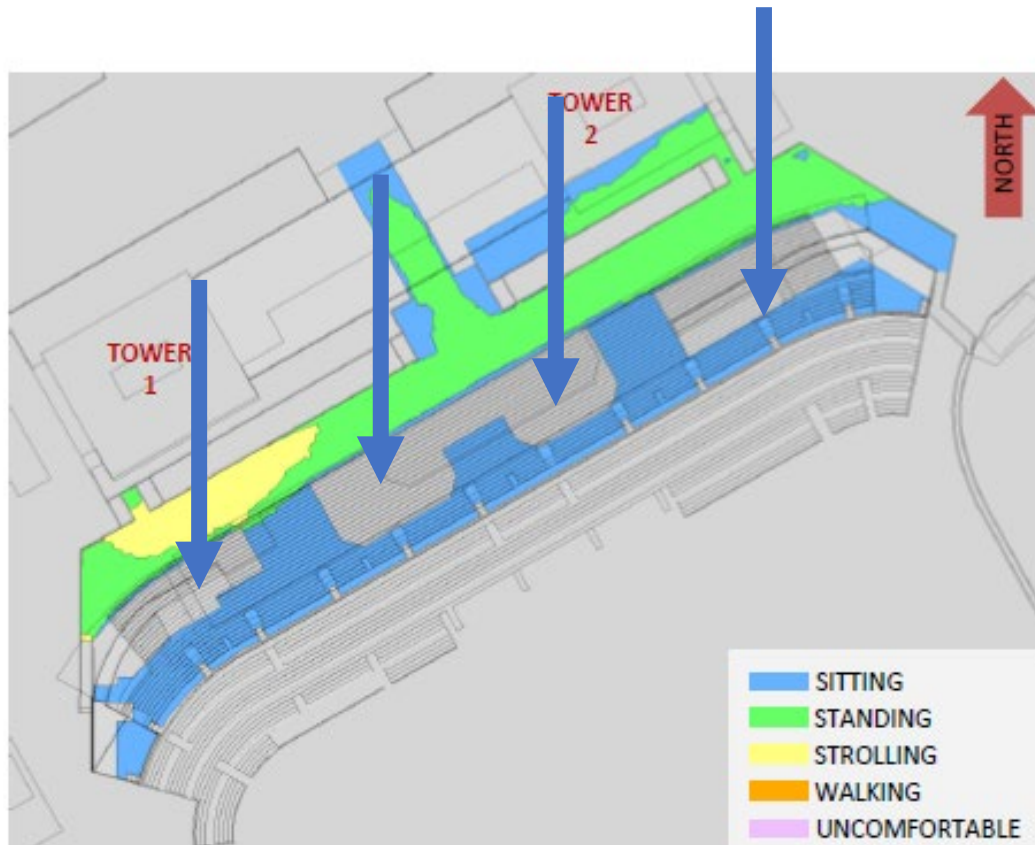 TOWER
2
NORTH
TOWER
1
SITTING
STANDING
STROLLING
WALKING
UNCOMFORTABLE